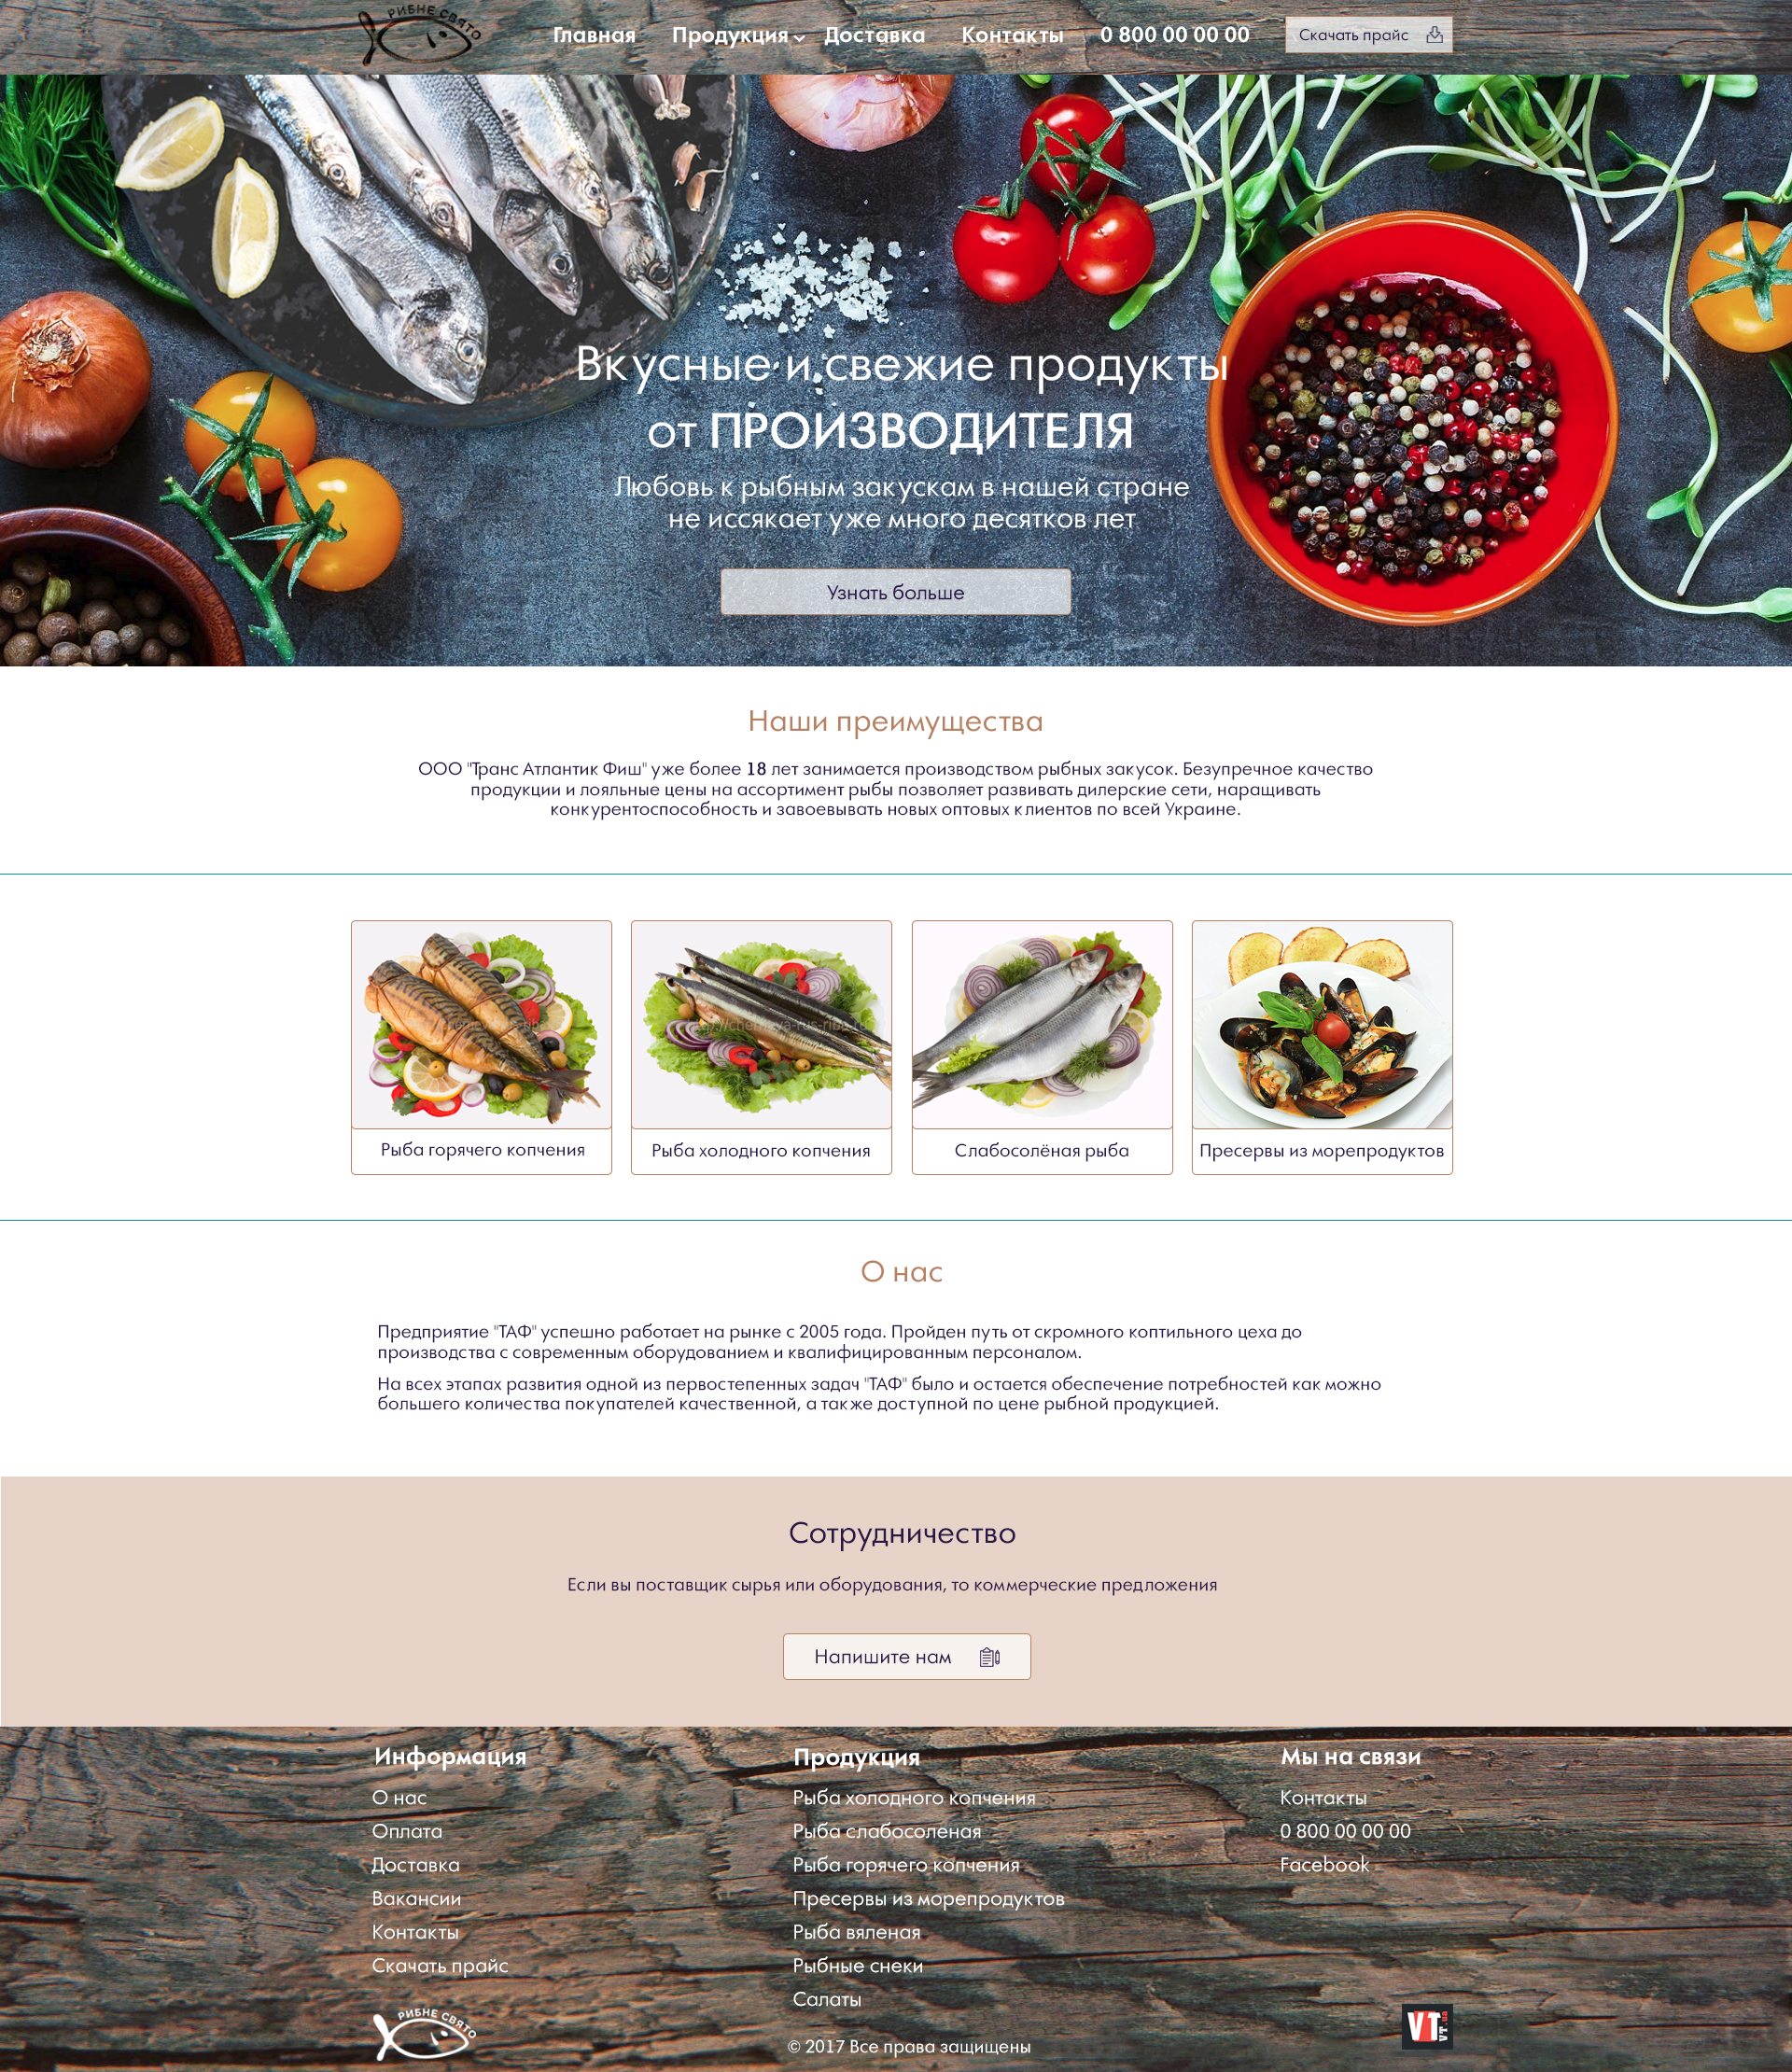 РИБНЕ СВЯТО
Главная
Продукция
Доставка
Контакты
0 800 00 00 00
Скачать прайс
Вкусные и свежие продукты
от ПРОИЗВОДИТЕЛЯ
Любовь к рыбным закускам в нашей стране
не иссякает уже много десятков лет
Узнать больше
Наши преимущества
ООО "Транс Атлантик Фиш" уже более 18 лет занимается производством рыбных закусок. Безупречное качество
продукции и лояльные цены на ассортимент рыбы позволяет развивать дилерские сети, наращивать
конкурентоспособность и завоевывать новых оптовых клиентов по всей Украине.
Рыба горячего копчения
Рыба холодного копчения
Слабосолёная рыба
Пресервы из морепродуктов
О нас
Предприятие "ТАФ" успешно работает на рынке с 2005 года. Пройден путь от скромного коптильного цеха до
производства с современным оборудованием и квалифицированным персоналом.
На всех этапах развития одной из первостепенных задач "ТАФ" было и остается обеспечение потребностей как можно
большего количества покупателей качественной, а также доступной по цене рыбной продукцией.
Сотрудничество
Если вы поставщик сырья или оборудования, то коммерческие предложения
Напишите нам
Информация
О нас
Оплата
Доставка
Вакансии
Контакты
Скачать прайс
РИБНЕ СВЯТО
Продукция
Рыба холодного копчения
Рыба слабосоленая
Рыба горячего копчения
Пресервы из морепродуктов
Рыба вяленая
Рыбные снеки
Салаты
© 2017 Все права защищены
Мы на связи
Контакты
0 800 00 00 00
Facebook
VT
VT.ua